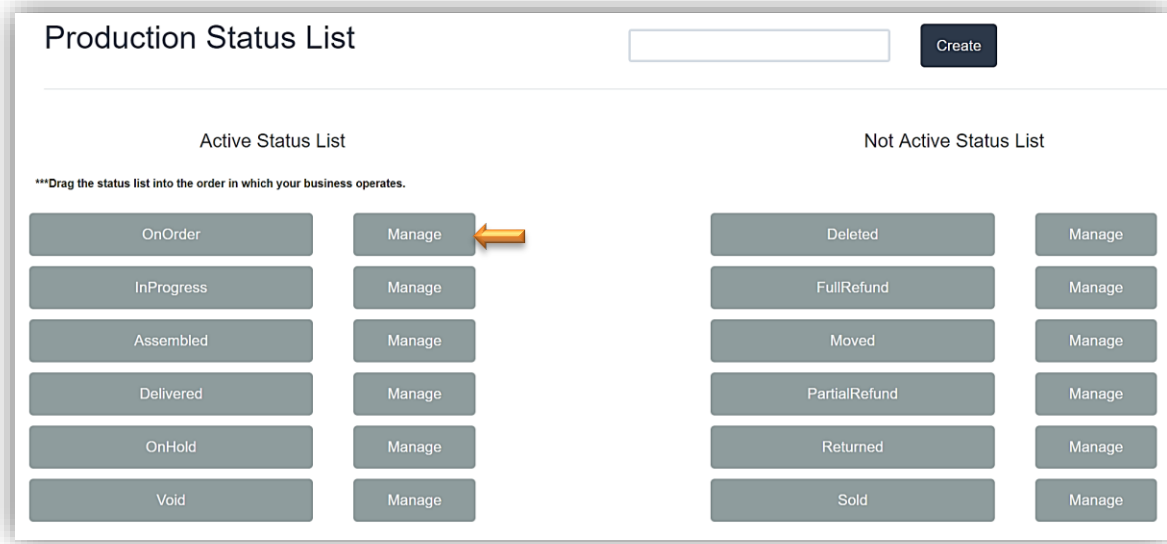 Production Status List
Create
Active Status List
Not Active Status List
***Drag the status list into the order in which your business operates.
OnOrder Manage Deleted Manage
InProgress Manage FullRefund Manage
Assembled Manage Moved Manage
Delivered Manage PartialRefund Manage
OnHold Manage Returned Manage
Void Manage Sold Manage